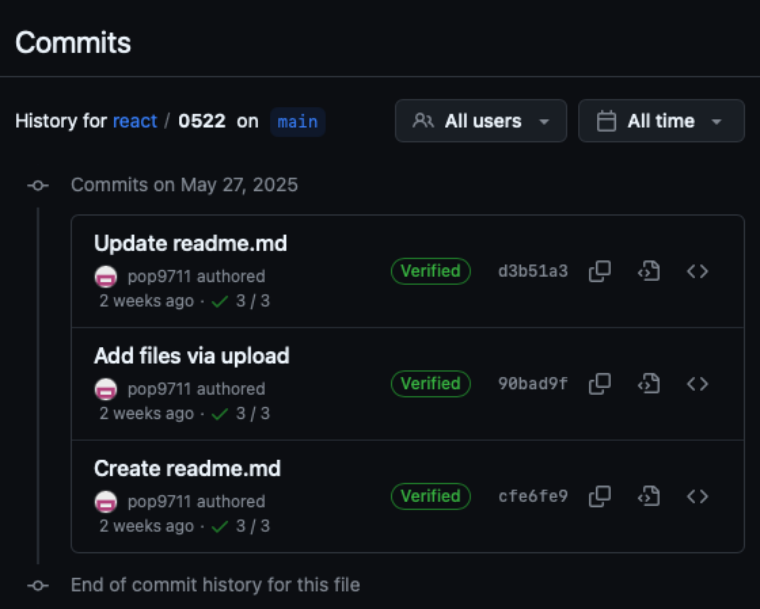 Commits
History for react / 0522 on main
All users
All time
Commits on May 27, 2025
Update readme.md
pop9711 authored
2 weeks ago · ✓ 3 / 3
Verified
d3b51a3
Add files via upload
pop9711 authored
2 weeks ago · ✓ 3 / 3
Verified
90bad9f
Create readme.md
pop9711 authored
2 weeks ago · ✓ 3 / 3
Verified
cfe6fe9
End of commit history for this file